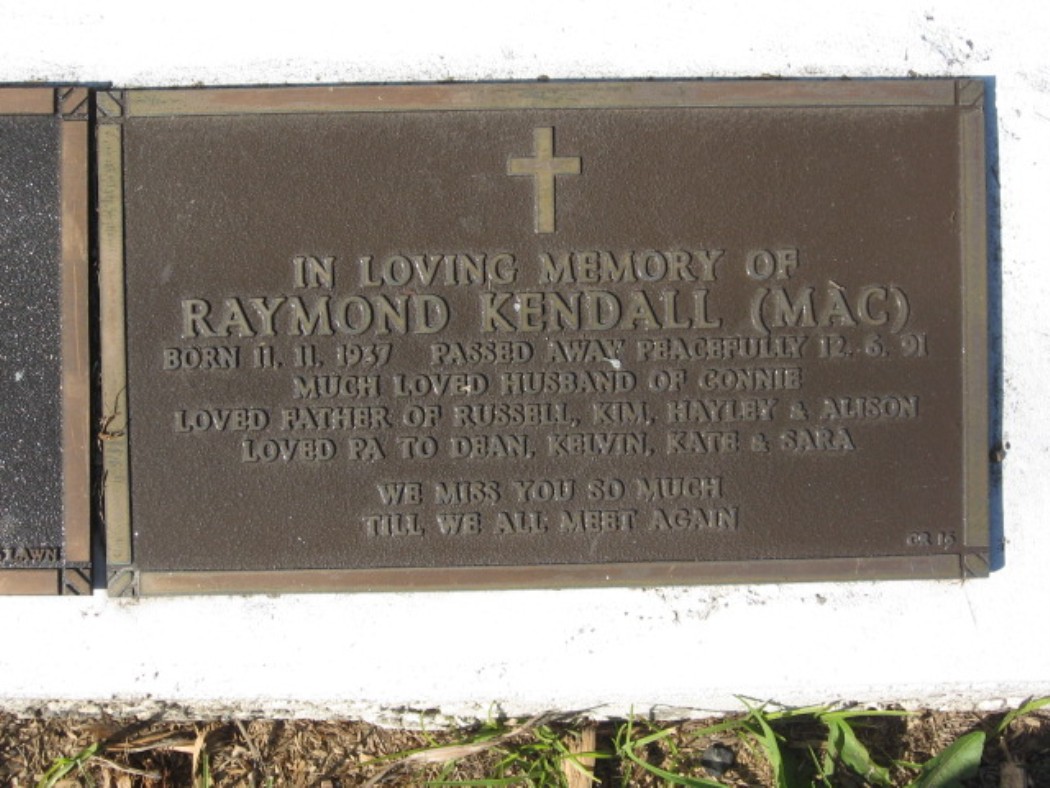 IN LOVING MEMORY OF
RAYMOND KENDALL (MAC)
BORN 11. 11. 1937 PASSED AWAY PEACEFULLY 12. 6. 91
MUCH LOVED HUSBAND OF CONNIE
LOVED FATHER OF RUSSELL, KIM, HAYLEY & ALISON
LOVED PA TO DEAN, KELVIN, KATE & SARA
WE MISS YOU SO MUCH
TILL WE ALL MEET AGAIN
LAWN